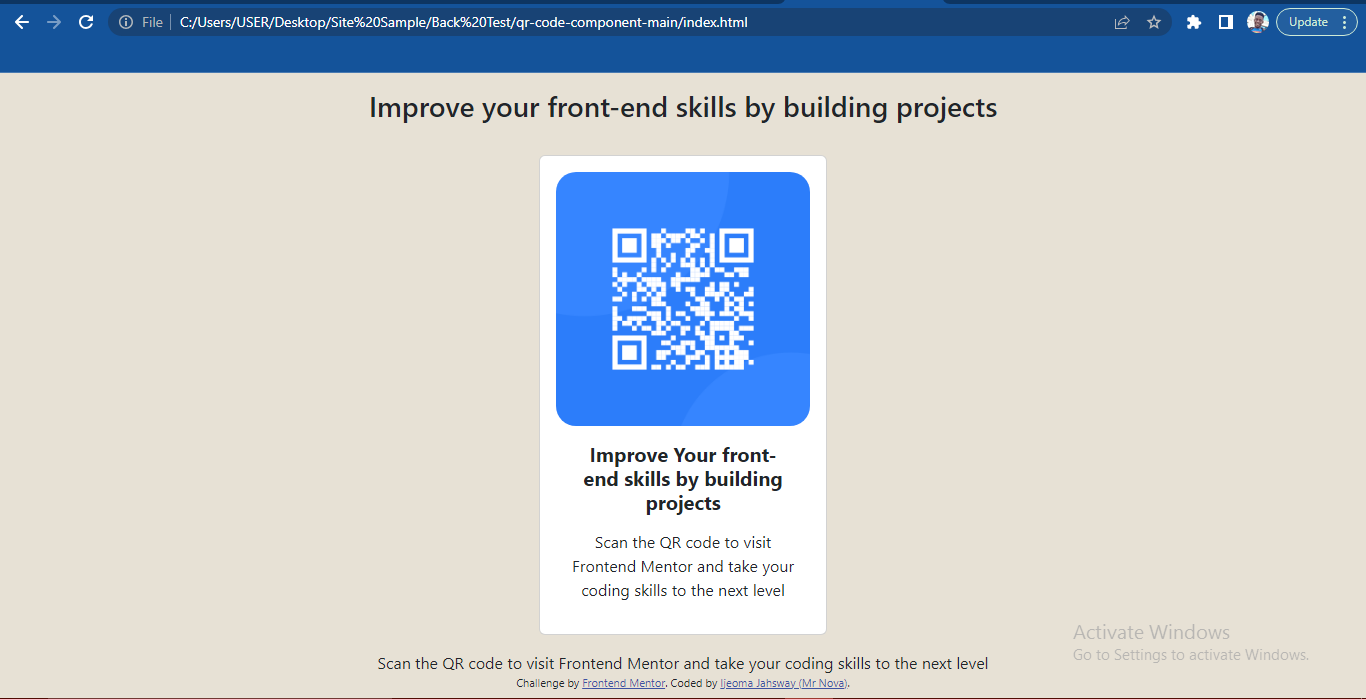 File
C:/Users/USER/Desktop/Site%20Sample/Back%20Test/qr-code-component-main/index.html
Update
Improve your front-end skills by building projects
Improve Your front-
end skills by building
projects
Scan the QR code to visit
Frontend Mentor and take your
coding skills to the next level
Activate Windows
Go to Settings to activate Windows.
Scan the QR code to visit Frontend Mentor and take your coding skills to the next level
Challenge by Frontend Mentor. Coded by Ijeoma Jahsway (Mr Nova).